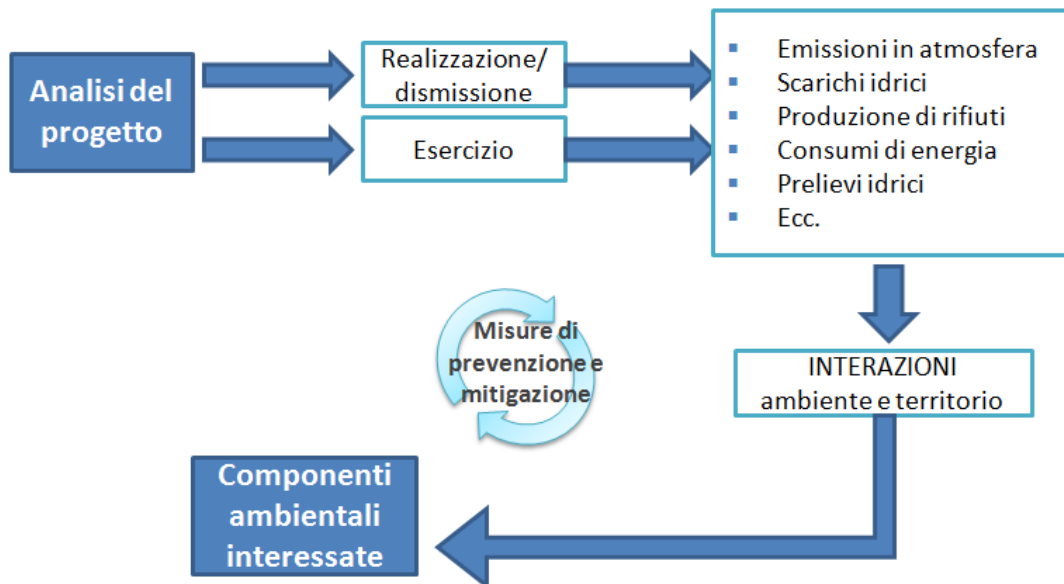 Analisi del
progetto
Realizzazione/
dismissione
Esercizio
▪ Emissioni in atmosfera
▪ Scarichi idrici
▪ Produzione di rifiuti
▪ Consumi di energia
▪ Prelievi idrici
▪ Ecc.
Misure di
prevenzione e
mitigazione
INTERAZIONI
ambiente e territorio
Componenti
ambientali
interessate